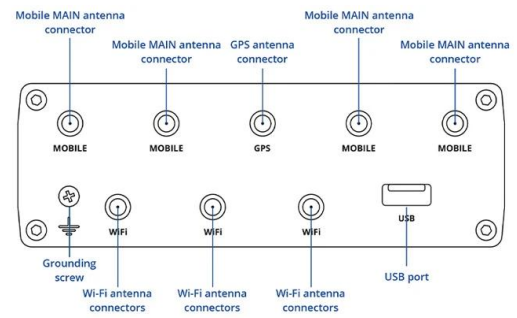 Mobile MAIN antenna
connector
Mobile MAIN antenna
connector
GPS antenna
connector
Mobile MAIN antenna
connector
Mobile MAIN antenna
connector
MOBILE
MOBILE
GPS
MOBILE
MOBILE
WiFi
WiFi
WiFi
USB
Grounding
screw
Wi-Fi antenna
connectors
Wi-Fi antenna
connectors
Wi-Fi antenna
connectors
USB port